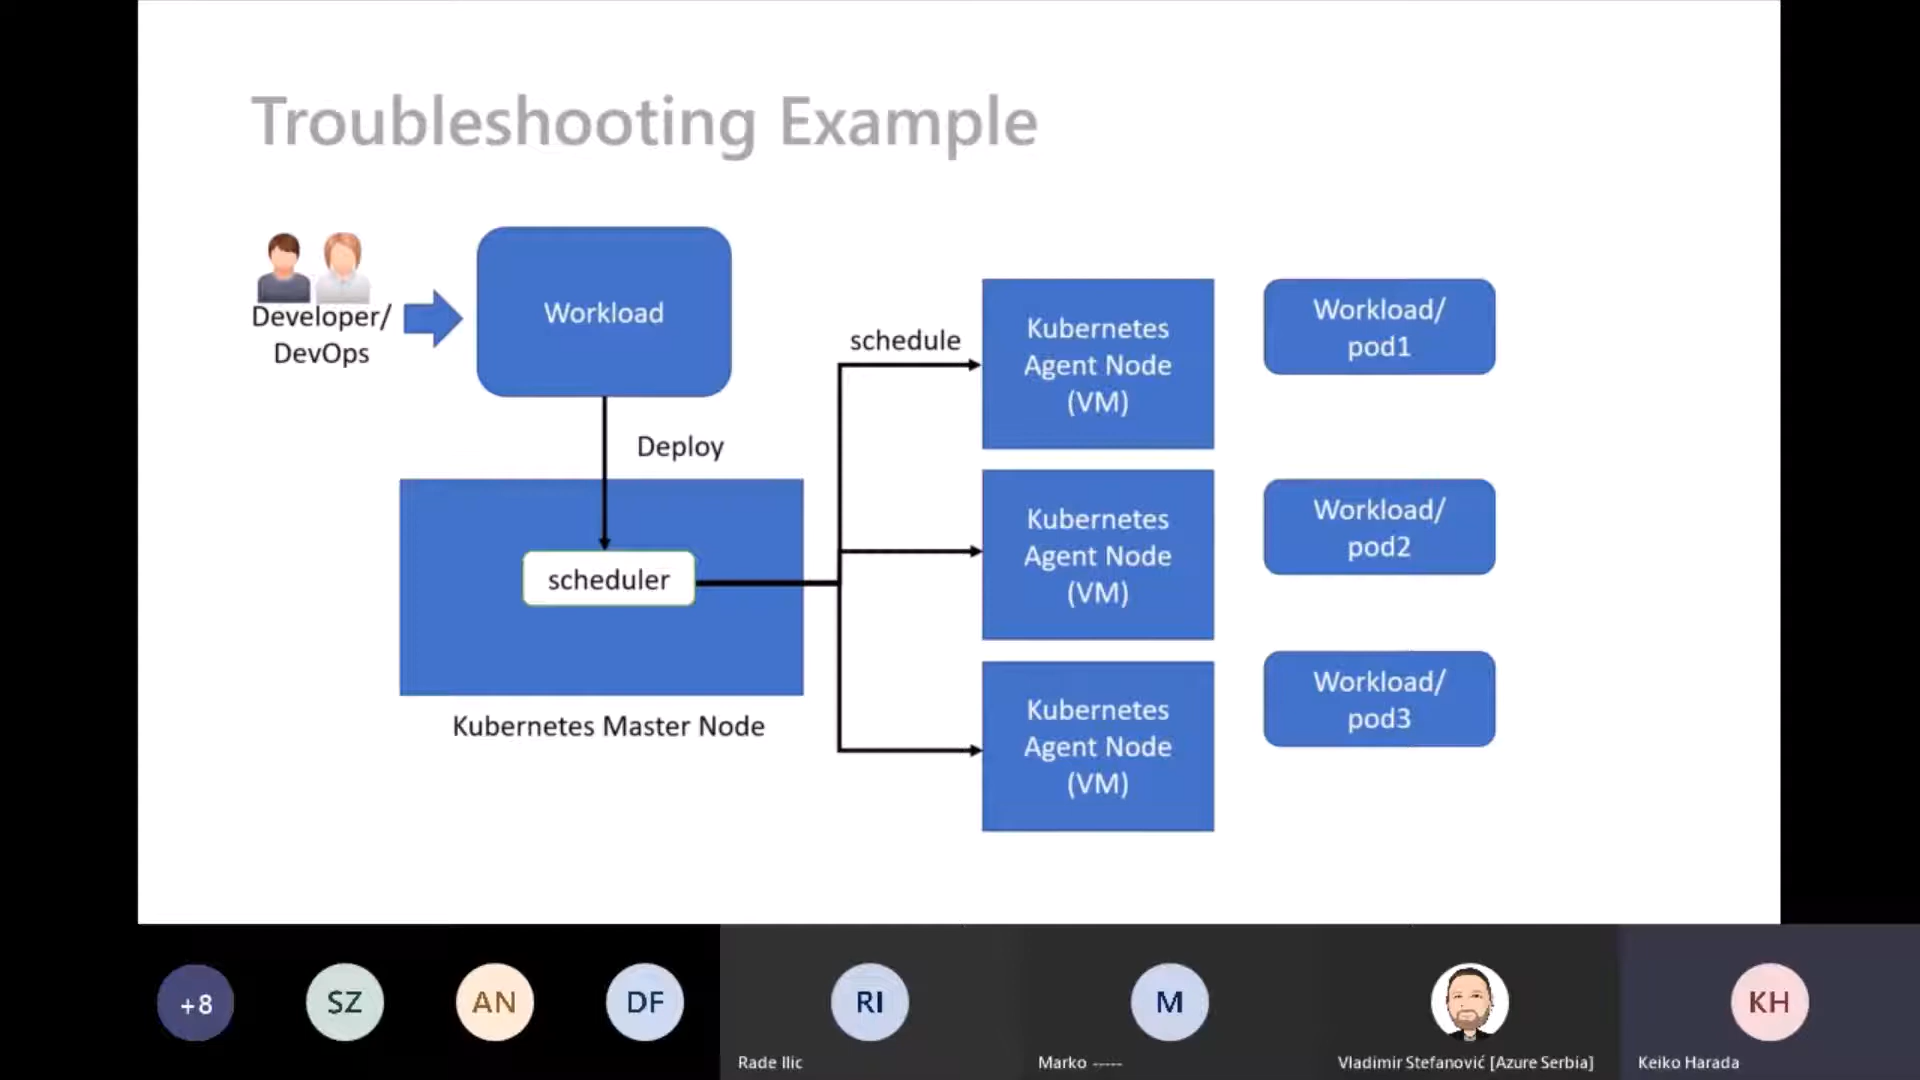 Troubleshooting Example
Developer/
DevOps
Workload
Deploy
scheduler
Kubernetes Master Node
schedule
Kubernetes
Agent Node
(VM)
Workload/
pod1
Kubernetes
Agent Node
(VM)
Workload/
pod2
Kubernetes
Agent Node
(VM)
Workload/
pod3
+8
SZ
AN
DF
RI
Rade Ilic
M
Marko -----
Vladimir Stefanović [Azure Serbia]
KH
Keiko Harada